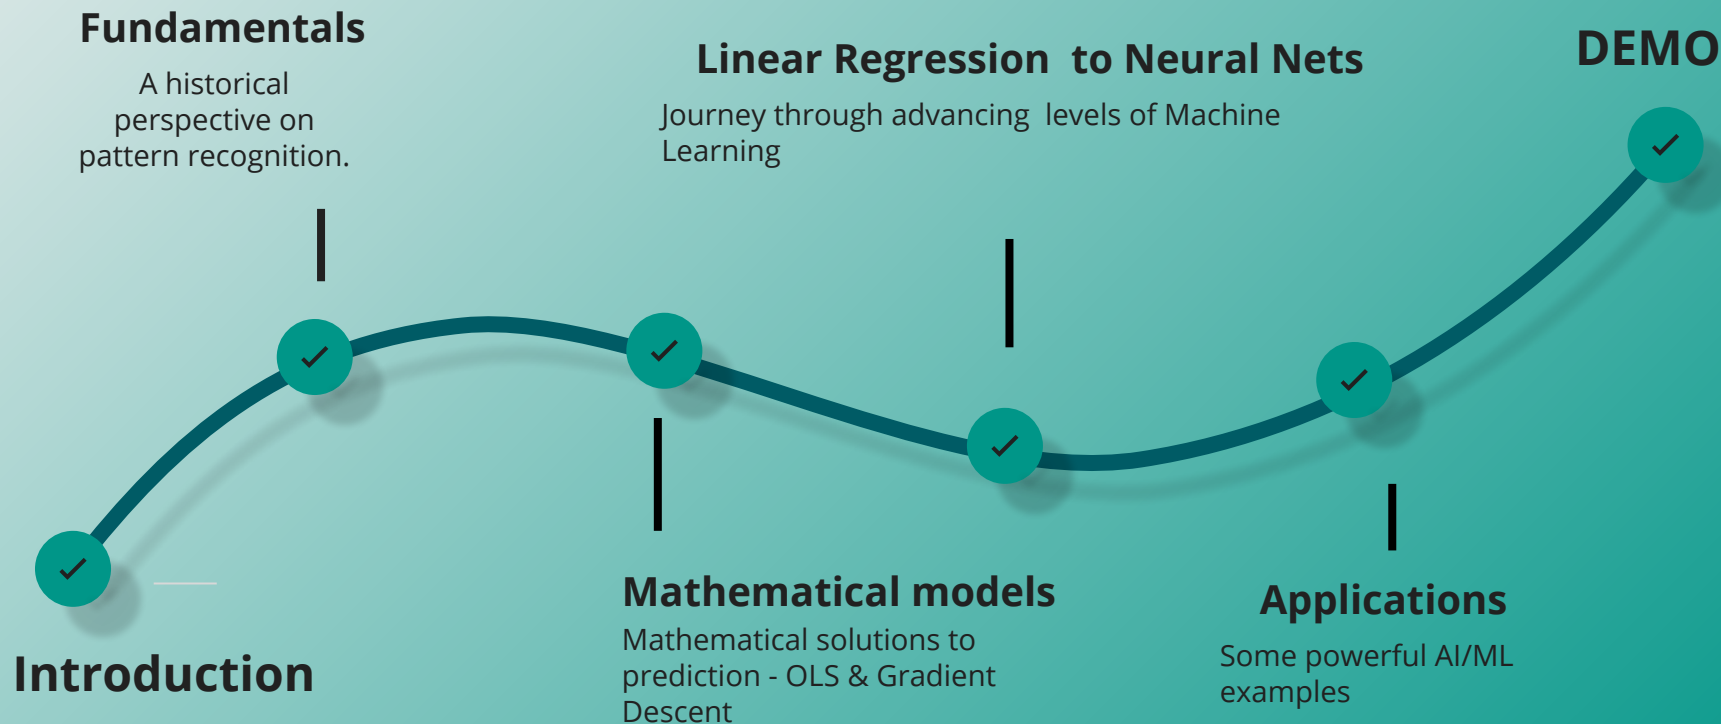 Fundamentals
A historical
perspective on
pattern recognition.
Linear Regression  to Neural Nets
Journey through advancing  levels of Machine
Learning
DEMO
Introduction
Mathematical models
Mathematical solutions to
prediction - OLS & Gradient
Descent
Applications
Some powerful AI/ML
examples